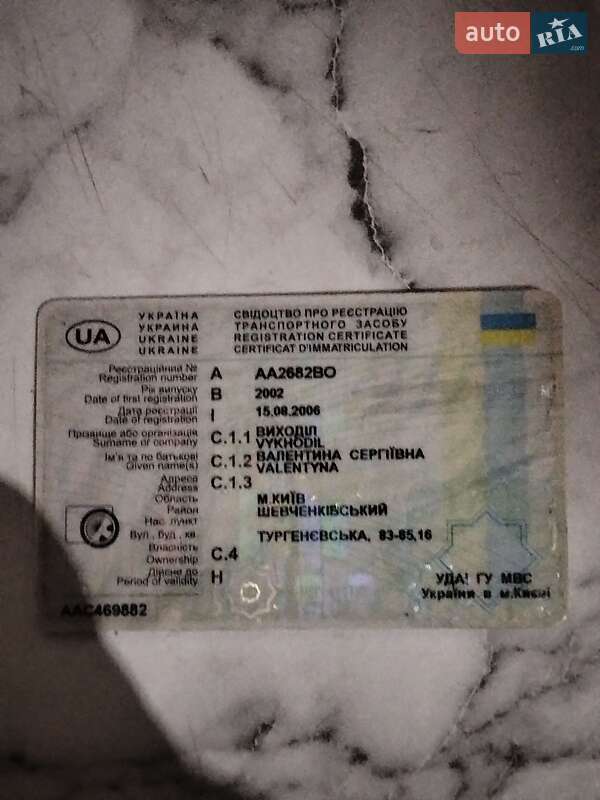 auto RIA.com
УКРАЇНА СВІДОЦТВО ПРО РЕЄСТРАЦІЮ
УКРАИНА ТРАНСПОРТНОГО ЗАСОБУ
UKRAINE REGISTRATION CERTIFICATE
UKRAINE CERTIFICAT D'IMMATRICULATION
UA
Реєстраційний №
Registration number A AA2682BO
Рік випуску
Date of first registration B 2002
Дата реєстрації
Date of registration I 15.08.2006
Прізвище або організація C.1.1 ВИХОДІЛ
Surname or company VYKHODIL
Ім'я та по батькові C.1.2 ВАЛЕНТИНА СЕРГІЇВНА
Given name(s) VALENTYNA
Адреса C.1.3
Address
Область М.КИЇВ
Район ШЕВЧЕНКІВСЬКИЙ
Нас. пункт
Вул., буд., кв. ТУРГЕНЄВСЬКА, 83-85,16
Власність
Ownership C.4
Дійсне до
Period of validity H
УДАІ ГУ МВС
України в м.Києві
AAC469882